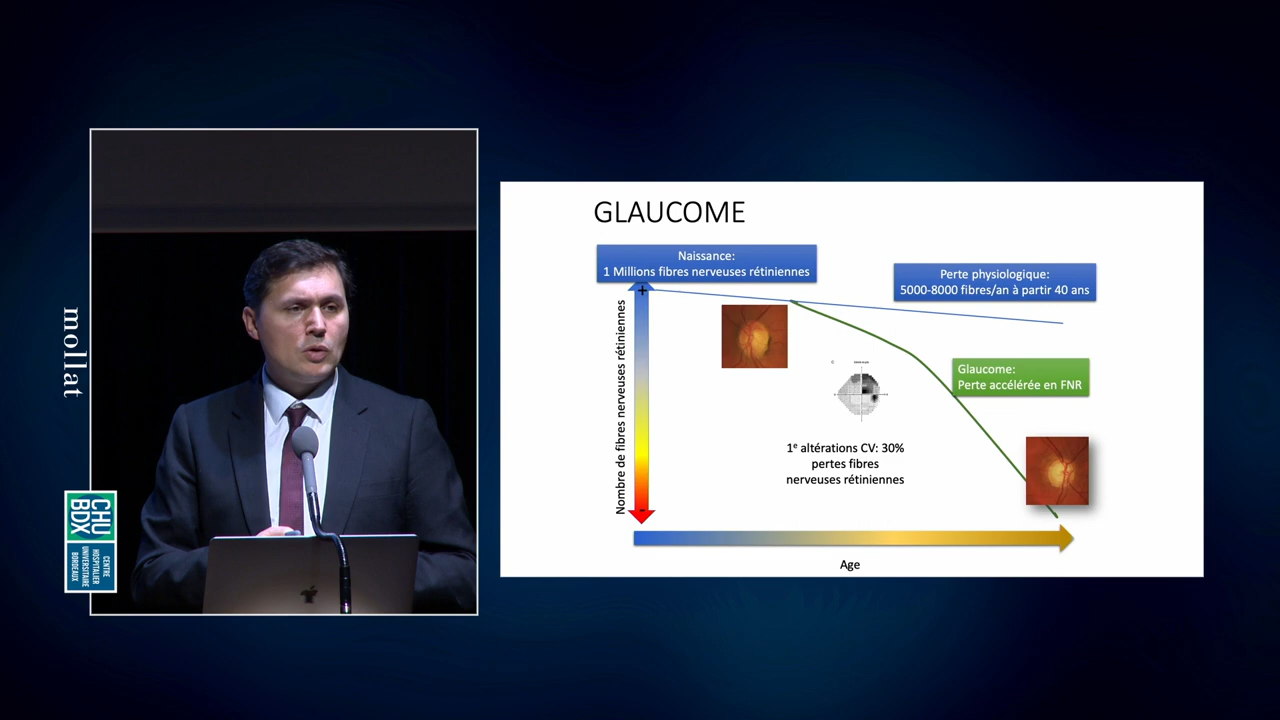 mollat
CHU
BDX
CENTRE
HOSPITALIER
UNIVERSITAIRE
BORDEAUX
GLAUCOME
Naissance:
1 Millions fibres nerveuses rétiniennes
Perte physiologique:
5000-8000 fibres/an à partir 40 ans
+
Nombre de fibres nerveuses rétiniennes
-
Glaucome:
Perte accélérée en FNR
1e altérations CV: 30%
pertes fibres
nerveuses rétiniennes
Age